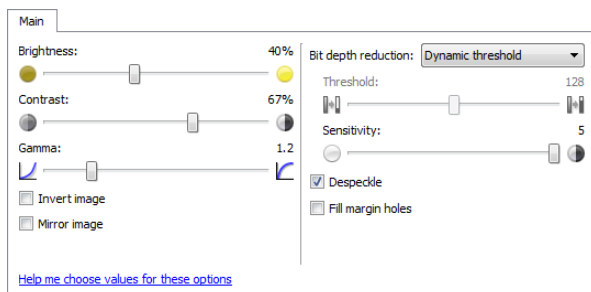 Main
Brightness: 40%
Contrast: 67%
Gamma: 1.2
Invert image
Mirror image
Help me choose values for these options
Bit depth reduction: Dynamic threshold
Threshold: 128
Sensitivity: 5
Despeckle
Fill margin holes